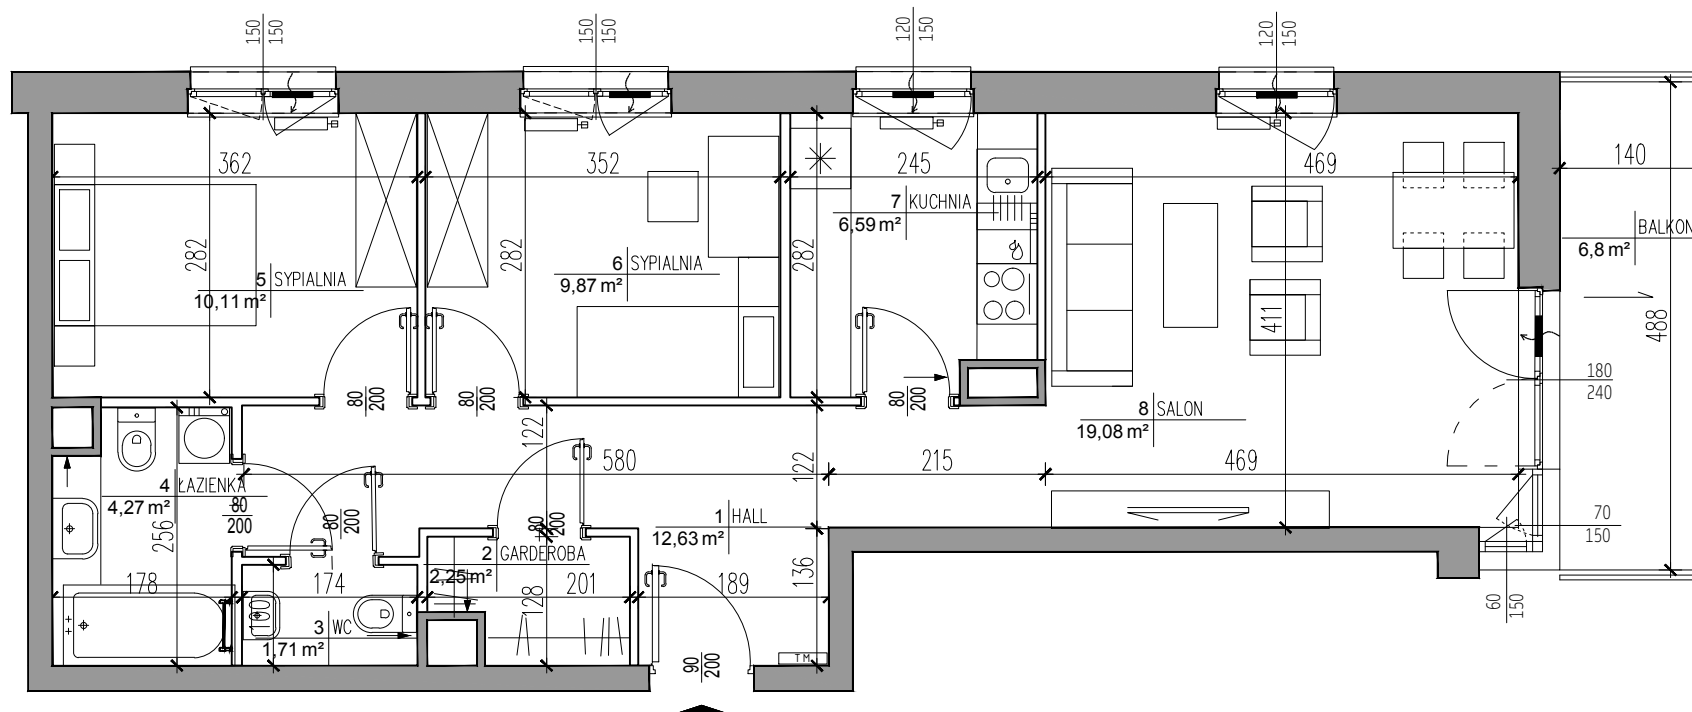 150 150
150 150
120 150
120 150
362
352
245
469
140
7 KUCHNIA
6,59 m²
BALKON
6,8 m²
282
282
282
5 SYPIALNIA
10,11 m²
6 SYPIALNIA
9,87 m²
411
488
180
240
80 200
80 200
80 200
8 SALON
19,08 m²
122
122
580
215
469
4 ŁAZIENKA
4,27 m²
80
200
80 200
80 200
256
1 HALL
12,63 m²
2 GARDEROBA
2,25 m²
70
150
178
174
201
189
136
128
100
60 150
3 WC
1,71 m²
90 200
TM